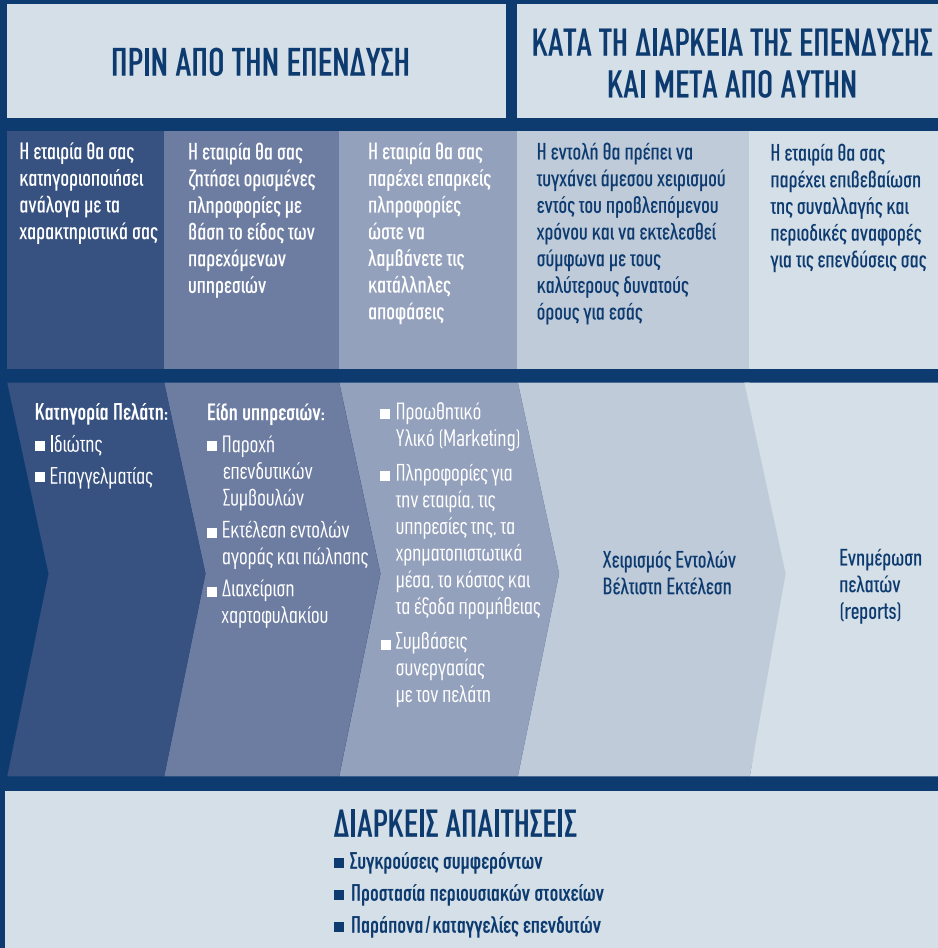 ΠΡΙΝ ΑΠΟ ΤΗΝ ΕΠΕΝΔΥΣΗ
ΚΑΤΑ ΤΗ ΔΙΑΡΚΕΙΑ ΤΗΣ ΕΠΕΝΔΥΣΗΣ
ΚΑΙ ΜΕΤΑ ΑΠΟ ΑΥΤΗΝ
Η εταιρία θα σας
κατηγοριοποιήσει
ανάλογα με τα
χαρακτηριστικά σας
Η εταιρία θα σας
ζητήσει ορισμένες
πληροφορίες με
βάση το είδος των
παρεχόμενων
υπηρεσιών
Η εταιρία θα σας
παρέχει επαρκείς
πληροφορίες
ώστε να
λαμβάνετε τις
κατάλληλες
αποφάσεις
Η εντολή θα πρέπει να
τυγχάνει άμεσου χειρισμού
εντός του προβλεπόμενου
χρόνου και να εκτελεσθεί
σύμφωνα με τους
καλύτερους δυνατούς
όρους για εσάς
Η εταιρία θα σας
παρέχει επιβεβαίωση
της συναλλαγής και
περιοδικές αναφορές
για τις επενδύσεις σας
Κατηγορία Πελάτη:
■ Ιδιώτης
■ Επαγγελματίας
Είδη υπηρεσιών:
■ Παροχή
επενδυτικών
Συμβουλών
■ Εκτέλεση εντολών
αγοράς και πώλησης
■ Διαχείριση
χαρτοφυλακίου
■ Προωθητικό
Υλικό (Marketing)
■ Πληροφορίες για
την εταιρία, τις
υπηρεσίες της, τα
χρηματοπιστωτικά
μέσα, το κόστος και
τα έξοδα προμήθειας
■ Συμβάσεις
συνεργασίας
με τον πελάτη
Χειρισμός Εντολών
Βέλτιστη Εκτέλεση
Ενημέρωση
πελατών
(reports)
ΔΙΑΡΚΕΙΣ ΑΠΑΙΤΗΣΕΙΣ
■ Συγκρούσεις συμφερόντων
■ Προστασία περιουσιακών στοιχείων
■ Παράπονα/καταγγελίες επενδυτών